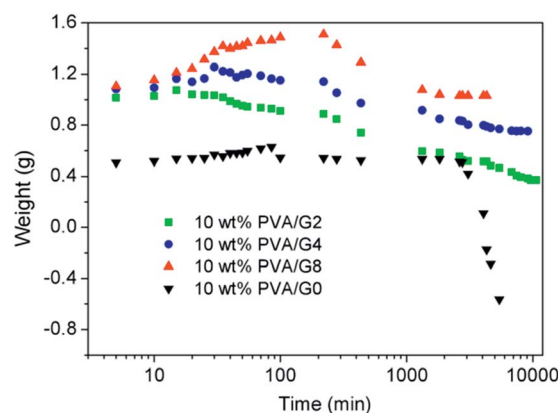 1.6
1.2
0.8
0.4
0.0
-0.4
-0.8
Weight (g)
10 wt% PVA/G2
10 wt% PVA/G4
10 wt% PVA/G8
10 wt% PVA/G0
10 100 1000 10000
Time (min)